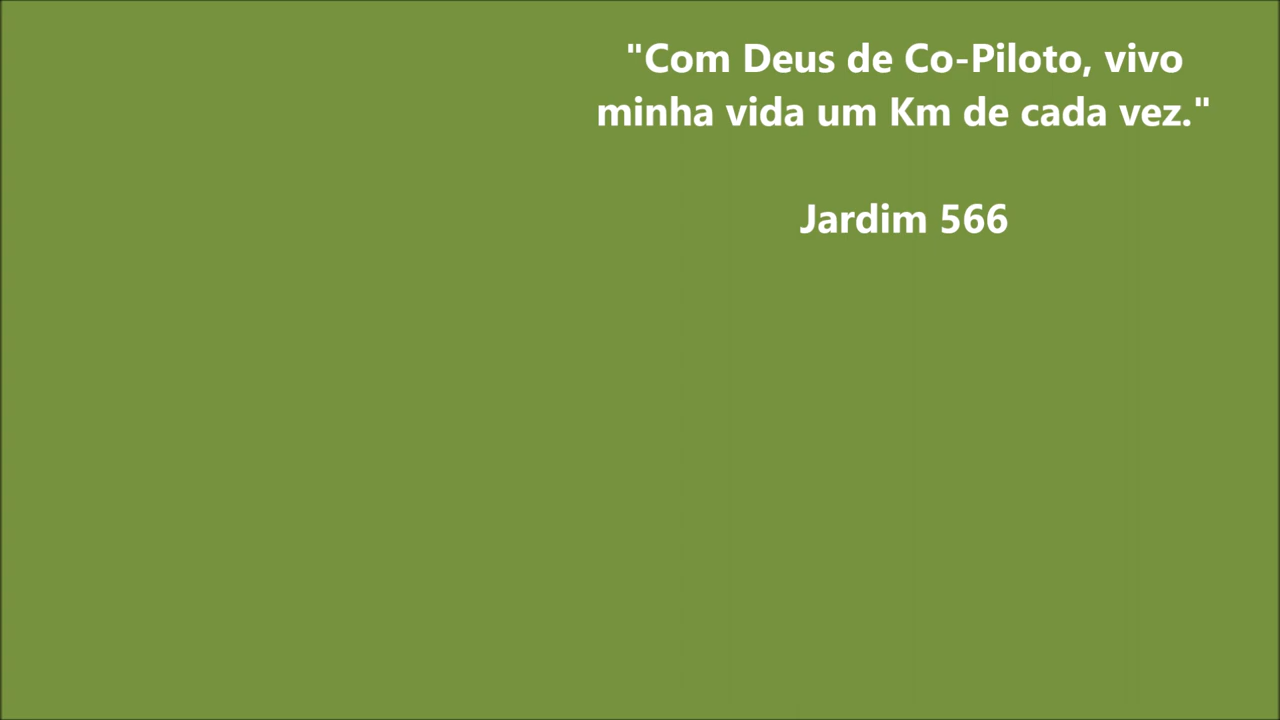 "Com Deus de Co-Piloto, vivo
minha vida um Km de cada vez."
Jardim 566